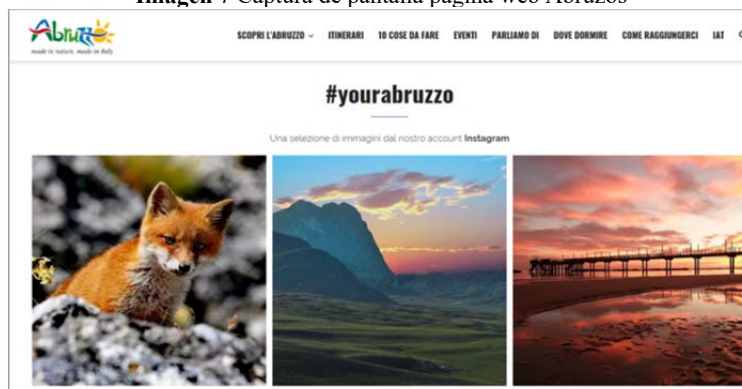 Imagen 7 Captura de pantalla página web Abruzos
Abruzzo
made in nature, made in Italy
SCOPRI L'ABRUZZO ITINERARI 10 COSE DA FARE EVENTI PARLIAMO DI DOVE DORMIRE COME RAGGIUNGERCI IAT
#yourabruzzo
Una selezione di immagini dal nostro account Instagram